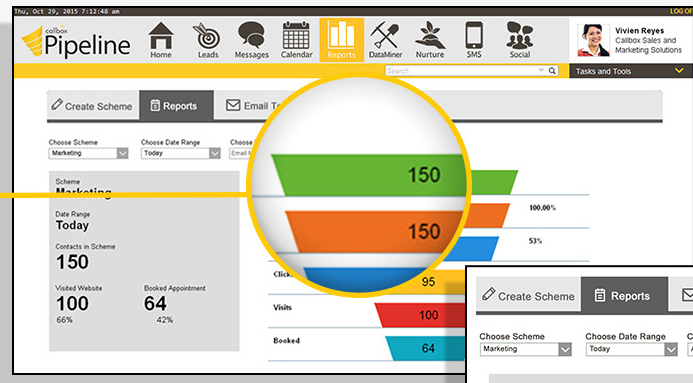 Thu, Oct 29, 2015 7:12:48 am
LOG OF
callbox
Pipeline
Home
Leads
Messages
Calendar
Reports
DataMiner
Nurture
SMS
Social
Vivien Reyes
Callbox Sales and
Marketing Solutions
Search
Tasks and Tools
Create Scheme
Reports
Email T
Choose Scheme
Choose Date Range
Choose
Marketing
Today
Email
Scheme
Marketing
Date Range
Today
Contacts in Scheme
150
Visited Website
Booked Appointment
100
64
66%
42%
150
150
100.00%
53%
Click
95
Visits
100
Booked
64
Create Scheme
Reports
Choose Scheme
Choose Date Range
C
Marketing
Today
A